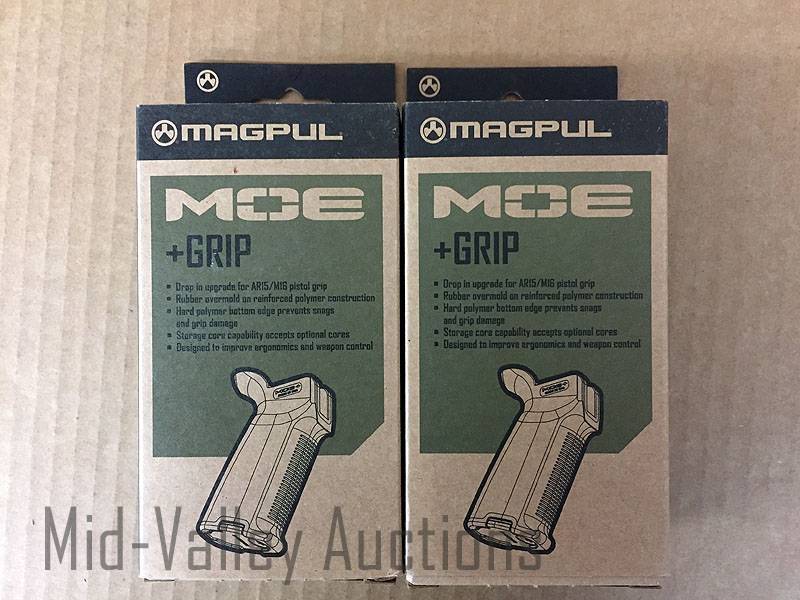 MAGPUL
MOE
+GRIP
Drop in upgrade for AR15/M16 pistol grip
Rubber overmold on reinforced polymer construction
Hard polymer bottom edge prevents snags
and grip damage
Storage core capability accepts optional cores
Designed to improve ergonomics and weapon control
MOE+
MAGPUL
MOE
+GRIP
Drop in upgrade for AR15/M16 pistol grip
Rubber overmold on reinforced polymer construction
Hard polymer bottom edge prevents snags
and grip damage
Storage core capability accepts optional cores
Designed to improve ergonomics and weapon control
MOE+
Mid-Valley Auctions